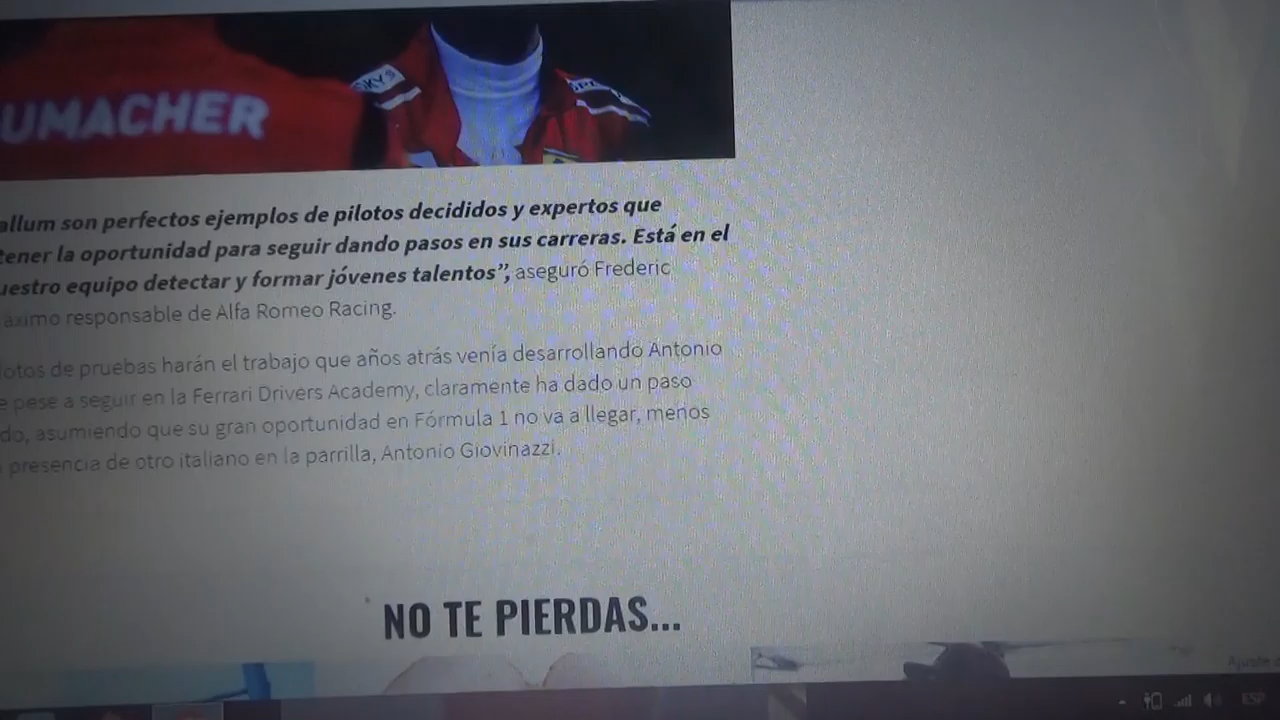 UMACHER
allum son perfectos ejemplos de pilotos decididos y expertos que
tener la oportunidad para seguir dando pasos en sus carreras. Está en el
uestro equipo detectar y formar jóvenes talentos”, aseguró Frederic
áximo responsable de Alfa Romeo Racing.
lotos de pruebas harán el trabajo que años atrás venía desarrollando Antonio
e pese a seguir en la Ferrari Drivers Academy, claramente ha dado un paso
do, asumiendo que su gran oportunidad en Fórmula 1 no va a llegar, menos
presencia de otro italiano en la parrilla, Antonio Giovinazzi.
NO TE PIERDAS...
Ajuste
ESP